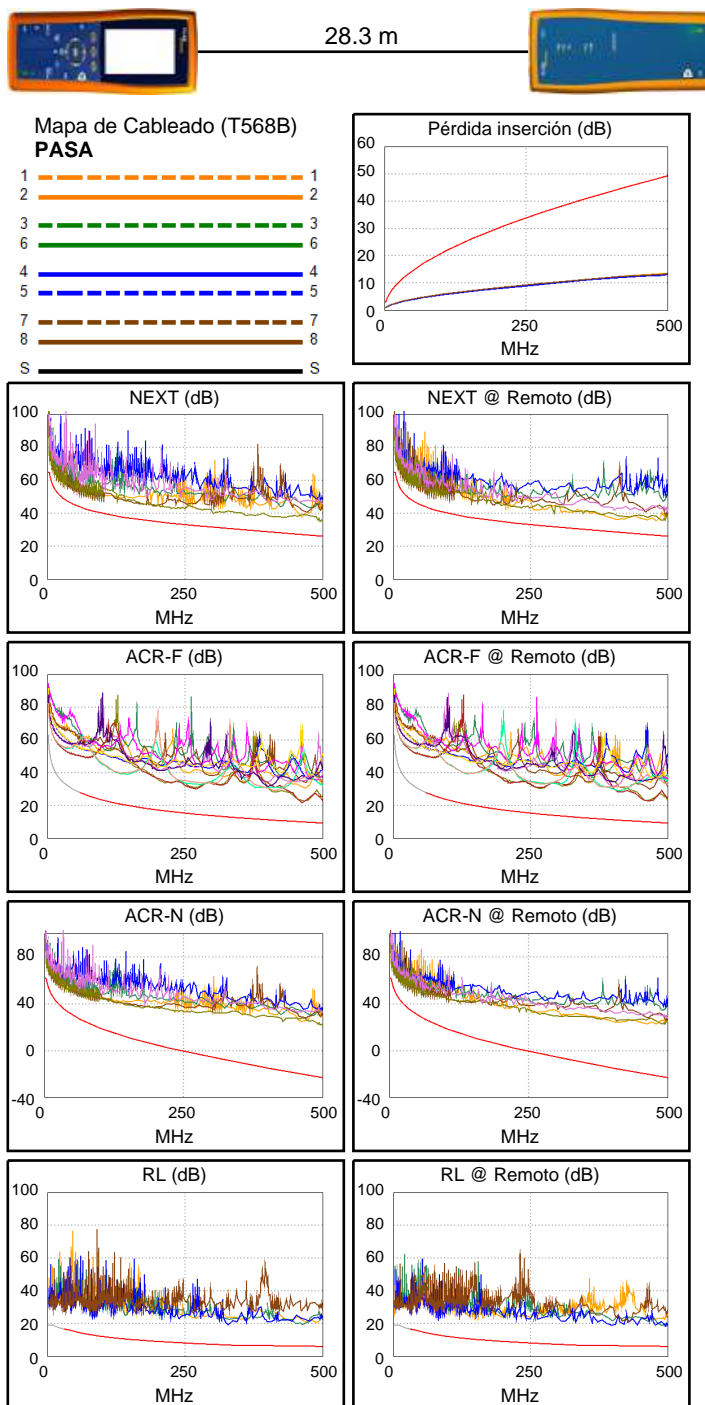 28.3 m
Mapa de Cableado (T568B)
PASA
1 1
2 2
3 3
6 6
4 4
5 5
7 7
8 8
S S
Pérdida inserción (dB)
60
50
40
30
20
10
0
0 250 500
MHz
NEXT (dB)
100
80
60
40
20
0
0 250 500
MHz
NEXT @ Remoto (dB)
100
80
60
40
20
0
0 250 500
MHz
ACR-F (dB)
100
80
60
40
20
0
0 250 500
MHz
ACR-F @ Remoto (dB)
100
80
60
40
20
0
0 250 500
MHz
ACR-N (dB)
80
40
0
-40
0 250 500
MHz
ACR-N @ Remoto (dB)
80
40
0
-40
0 250 500
MHz
RL (dB)
100
80
60
40
20
0
0 250 500
MHz
RL @ Remoto (dB)
100
80
60
40
20
0
0 250 500
MHz